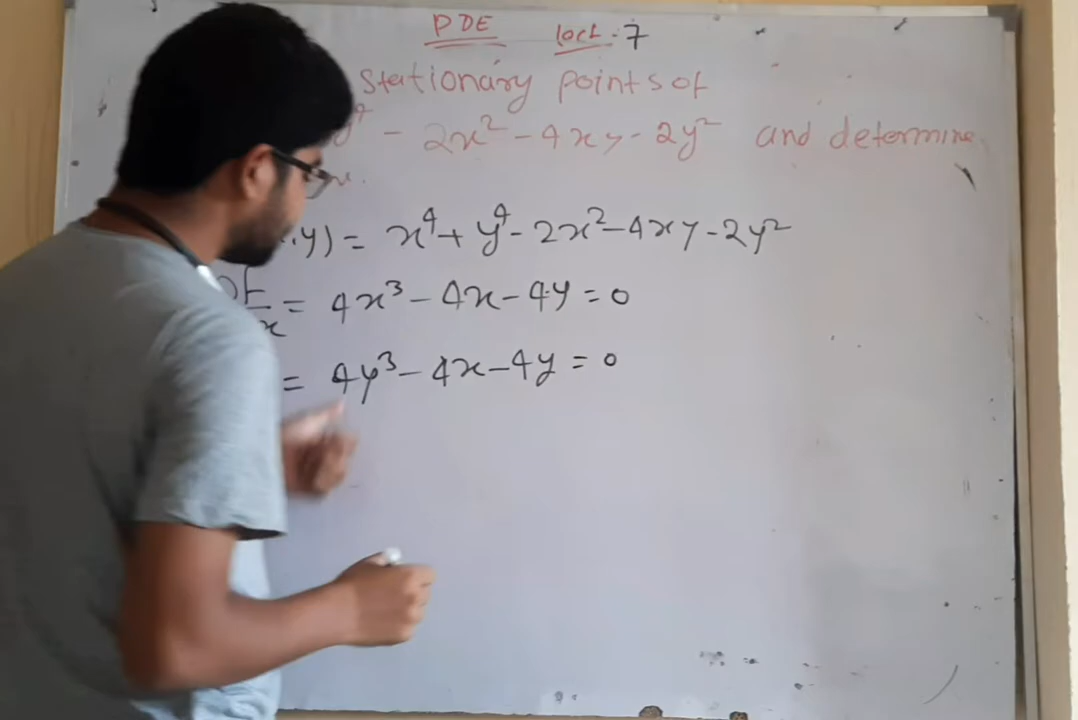 PDE Lect. 7
stationary points of
y⁴ - 2x² - 4xy - 2y² and determine
.y) = x⁴ + y⁴ - 2x² - 4xy - 2y²
= 4x³ - 4x - 4y = 0
= 4y³ - 4x - 4y = 0